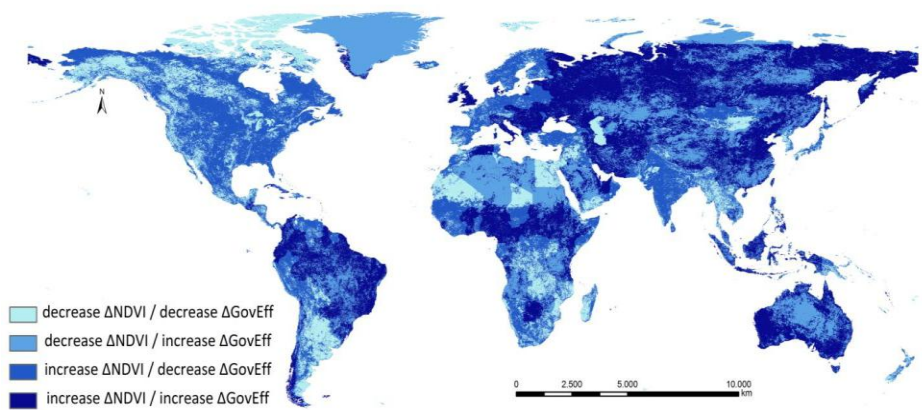 N
decrease ΔNDVI / decrease ΔGovEff
decrease ΔNDVI / increase ΔGovEff
increase ΔNDVI / decrease ΔGovEff
increase ΔNDVI / increase ΔGovEff
0 2.500 5.000 10.000
km